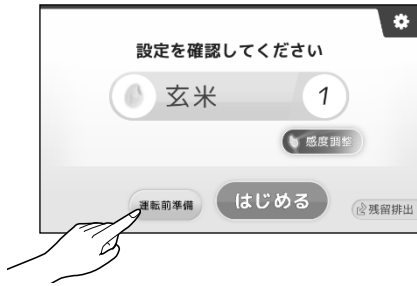 設定を確認してください
玄米 1
感度調整
運転前準備
はじめる
残留排出